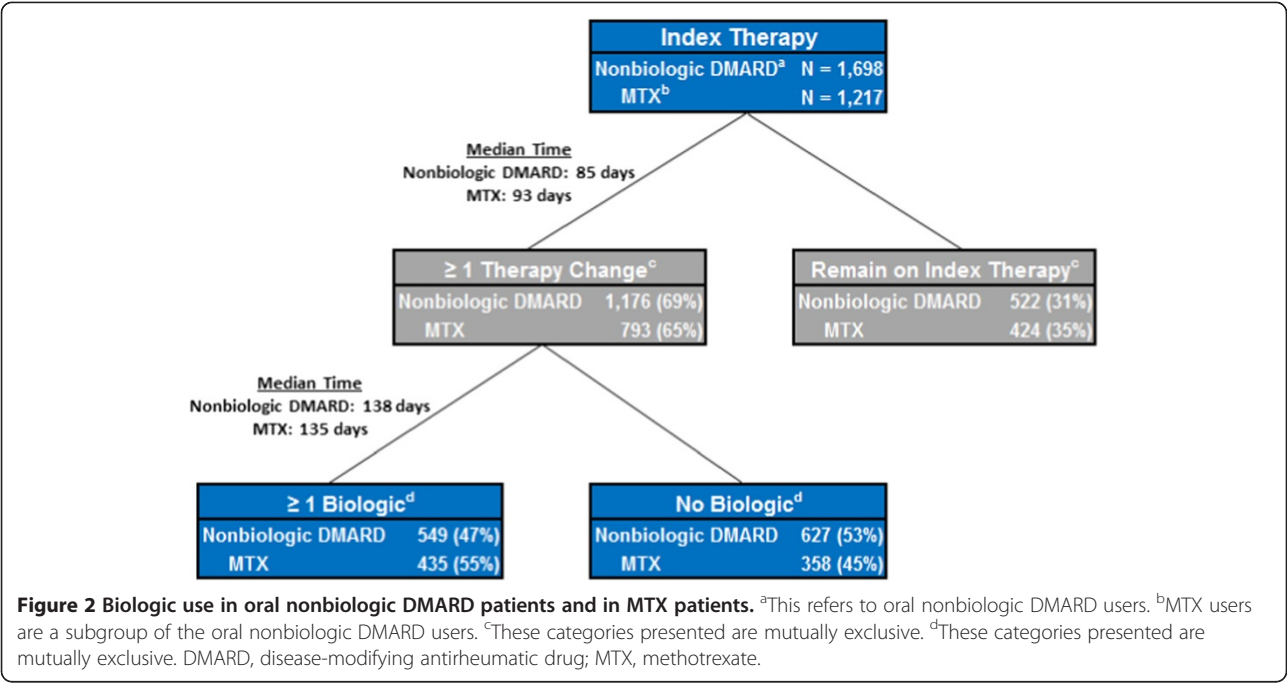 Index Therapy
Nonbiologic DMARDᵃ N = 1,698
MTXᵇ N = 1,217
Median Time
Nonbiologic DMARD: 85 days
MTX: 93 days
≥ 1 Therapy Changeᶜ
Nonbiologic DMARD 1,176 (69%)
MTX 793 (65%)
Remain on Index Therapyᶜ
Nonbiologic DMARD 522 (31%)
MTX 424 (35%)
Median Time
Nonbiologic DMARD: 138 days
MTX: 135 days
≥ 1 Biologicᵈ
Nonbiologic DMARD 549 (47%)
MTX 435 (55%)
No Biologicᵈ
Nonbiologic DMARD 627 (53%)
MTX 358 (45%)
Figure 2 Biologic use in oral nonbiologic DMARD patients and in MTX patients. ᵃThis refers to oral nonbiologic DMARD users. ᵇMTX users
are a subgroup of the oral nonbiologic DMARD users. ᶜThese categories presented are mutually exclusive. ᵈThese categories presented are
mutually exclusive. DMARD, disease-modifying antirheumatic drug; MTX, methotrexate.